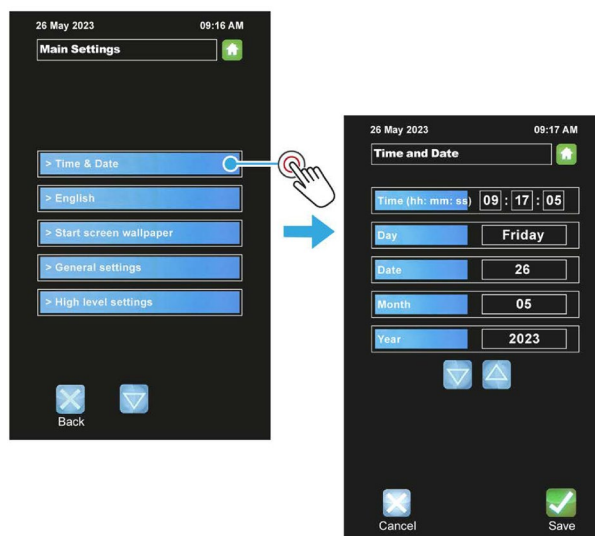 26 May 2023 09:16 AM
Main Settings
> Time & Date
> English
> Start screen wallpaper
> General settings
> High level settings
Back
26 May 2023 09:17 AM
Time and Date
Time (hh: mm: ss) 09 : 17 : 05
Day Friday
Date 26
Month 05
Year 2023
Cancel Save